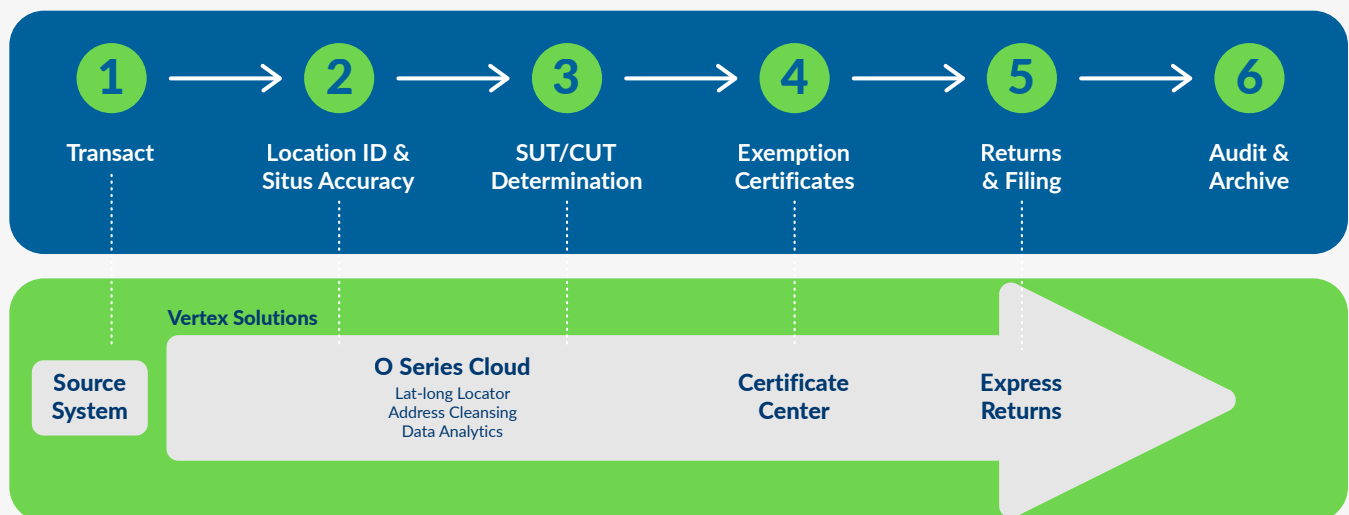 1
2
3
4
5
6
Transact
Location ID &
Situs Accuracy
SUT/CUT
Determination
Exemption
Certificates
Returns
& Filing
Audit &
Archive
Vertex Solutions
Source
System
O Series Cloud
Lat-long Locator
Address Cleansing
Data Analytics
Certificate
Center
Express
Returns